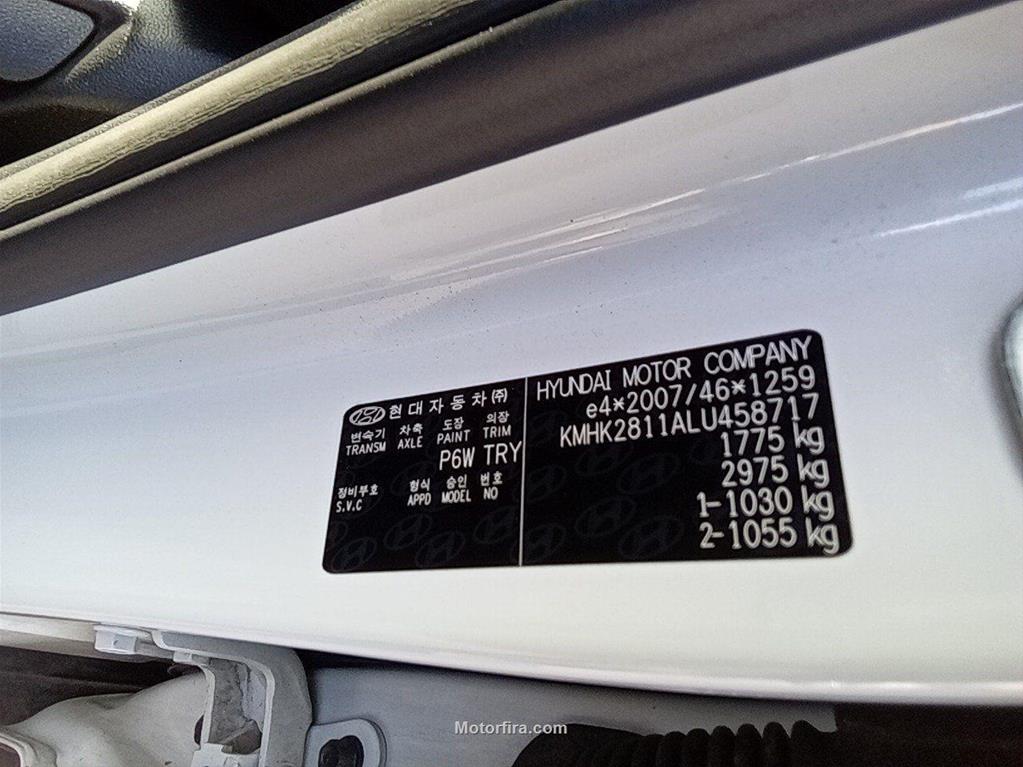 현대자동차㈜
변속기 차축 도장 의장
TRANSM AXLE PAINT TRIM
P6W TRY
정비부호 형식 승인 번호
S.V.C APPD MODEL NO
HYUNDAI MOTOR COMPANY
e4*2007/46*1259
KMHK2811ALU458717
1775 kg
2975 kg
1-1030 kg
2-1055 kg
Motorfira.com